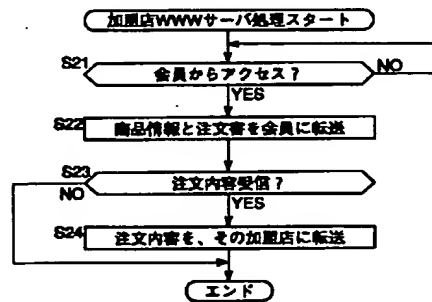 加盟店WWWサーバ処理スタート
S21
会員からアクセス?
NO
YES
S22
商品情報と注文書を会員に転送
S23
注文内容受信?
NO
YES
S24
注文内容を、その加盟店に転送
エンド